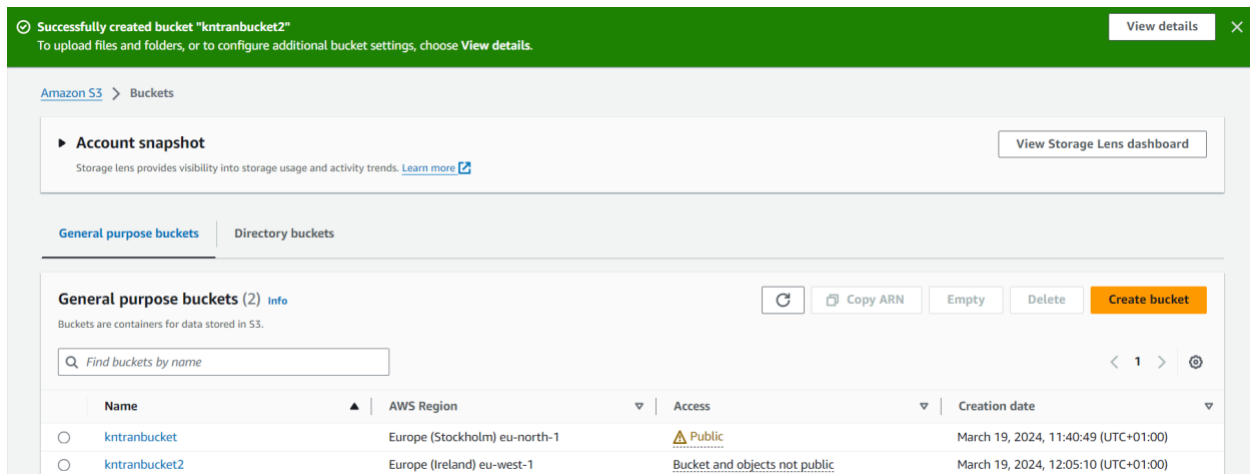 Successfully created bucket "kntranbucket2"
To upload files and folders, or to configure additional bucket settings, choose View details.
View details
Amazon S3 > Buckets
Account snapshot
Storage lens provides visibility into storage usage and activity trends. Learn more
View Storage Lens dashboard
General purpose buckets Directory buckets
General purpose buckets (2) Info
Buckets are containers for data stored in S3.
Copy ARN Empty Delete Create bucket
Find buckets by name
< 1 >
Name AWS Region Access Creation date
kntranbucket Europe (Stockholm) eu-north-1 Public March 19, 2024, 11:40:49 (UTC+01:00)
kntranbucket2 Europe (Ireland) eu-west-1 Bucket and objects not public March 19, 2024, 12:05:10 (UTC+01:00)